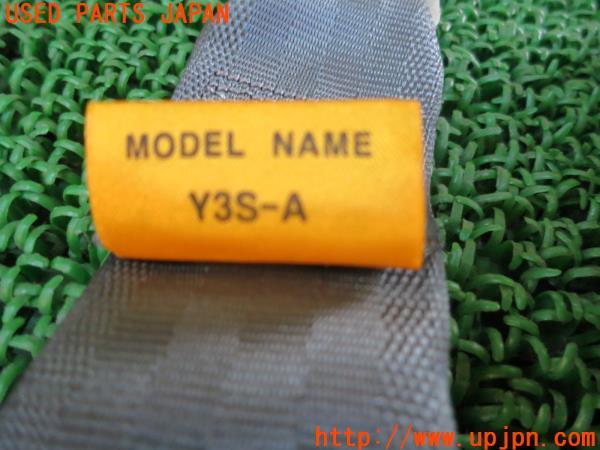 USED PARTS JAPAN
MODEL NAME
Y3S-A
http://www.upjpn.com/